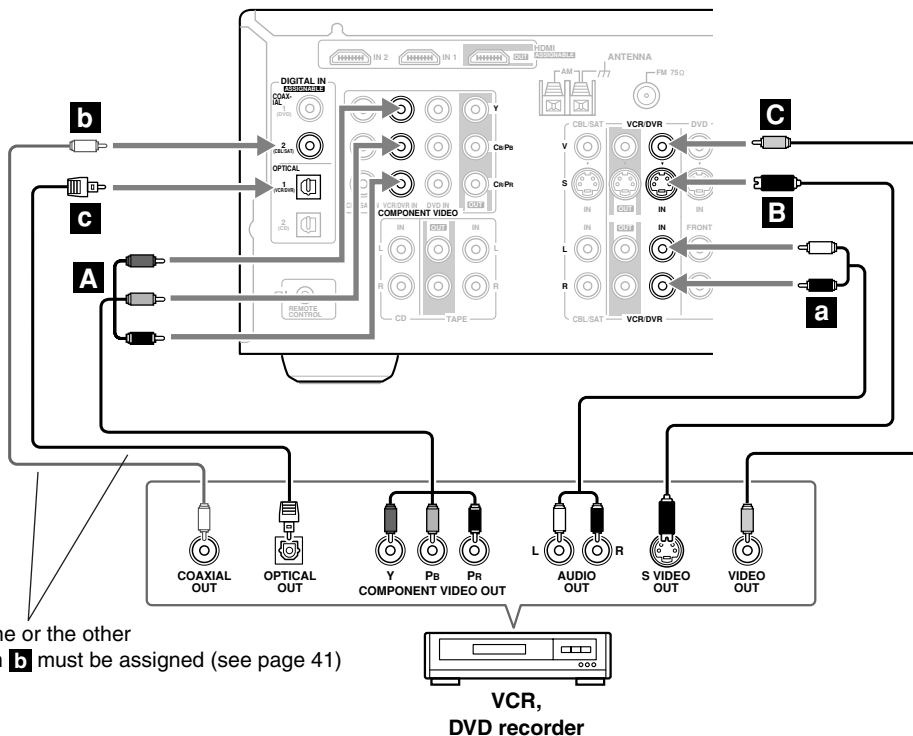 IN 2
IN 1
OUT
HDMI
ASSIGNABLE
ANTENNA
AM
FM 75Ω
DIGITAL IN
ASSIGNABLE
COAX-
IAL
1
(DVD)
2
(CBL/SAT)
OPTICAL
1
(VCR/DVR)
2
(CD)
Y
CB/PB
CR/PR
VCR/DVR IN
DVD IN
OUT
COMPONENT VIDEO
IN
OUT
IN
L
L
R
R
CD
TAPE
REMOTE
CONTROL
CBL/SAT
VCR/DVR
DVD
V
S
IN
OUT
IN
IN
IN
OUT
IN
FRONT
L
R
CBL/SAT
VCR/DVR
b
c
A
C
B
a
COAXIAL
OUT
OPTICAL
OUT
Y
PB
PR
COMPONENT VIDEO OUT
L
R
AUDIO
OUT
S VIDEO
OUT
VIDEO
OUT
or the other
b must be assigned (see page 41)
VCR,
DVD recorder